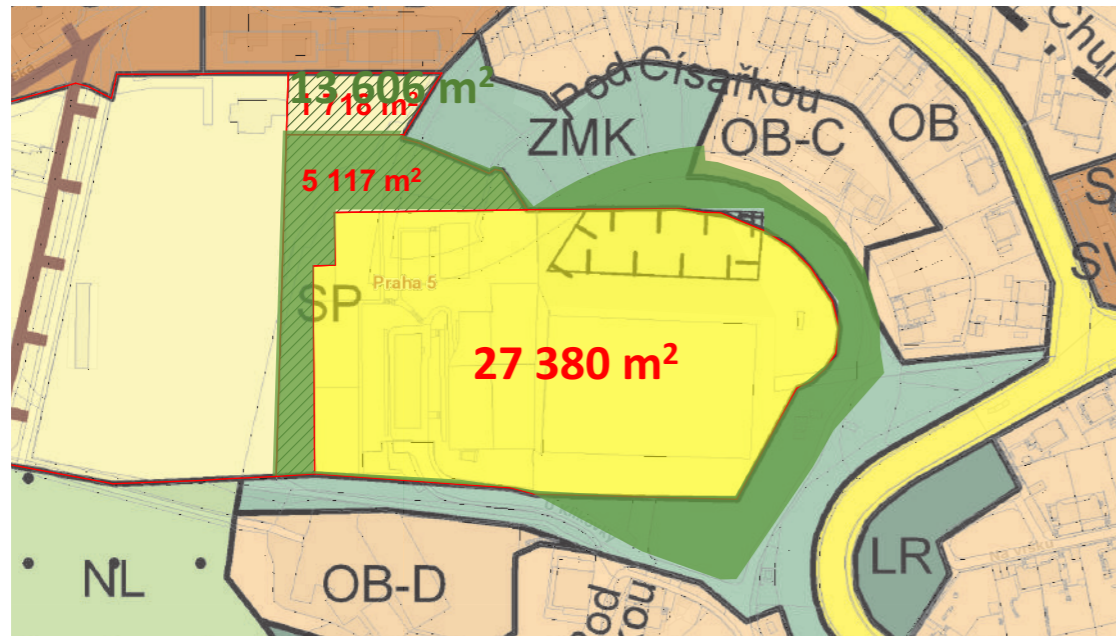 13 606 m²
1 718 m²
Pod Císařkou
ZMK
OB-C
OB
5 117 m²
Praha 5
SP
27 380 m²
NL
OB-D
Pod
LR